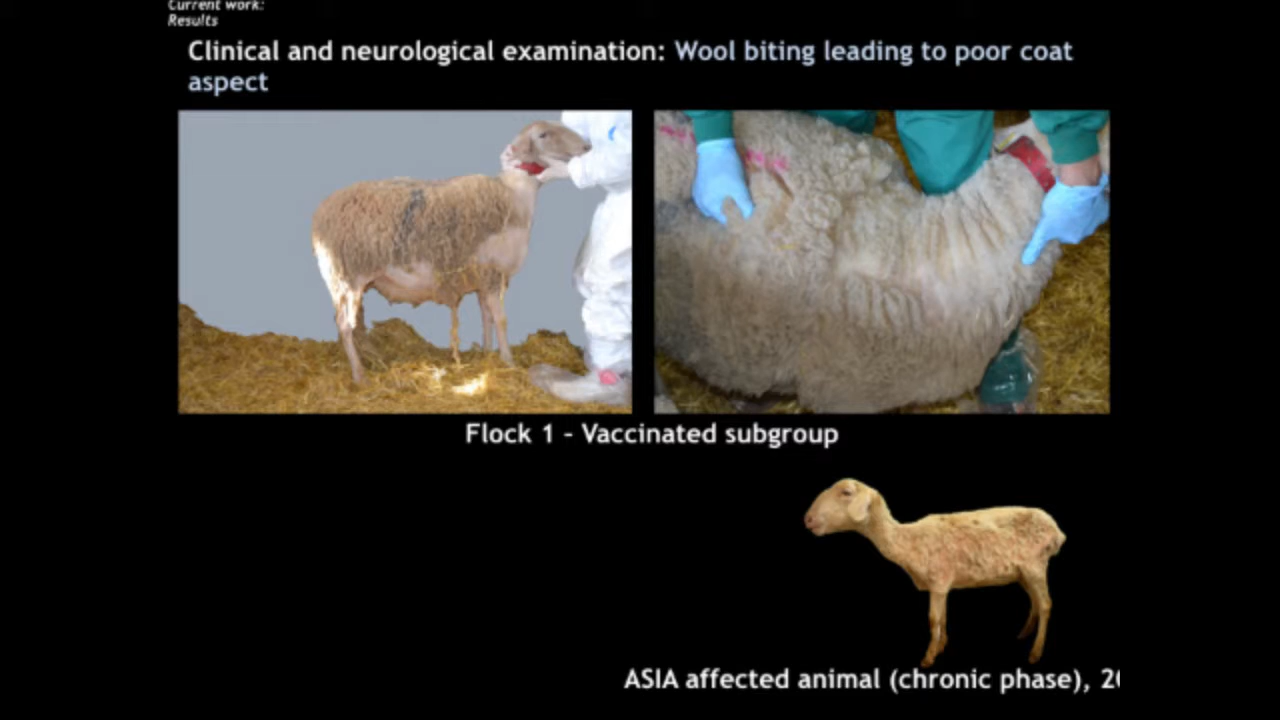 Current work:
Results
Clinical and neurological examination: Wool biting leading to poor coat
aspect
Flock 1 - Vaccinated subgroup
ASIA affected animal (chronic phase), 20